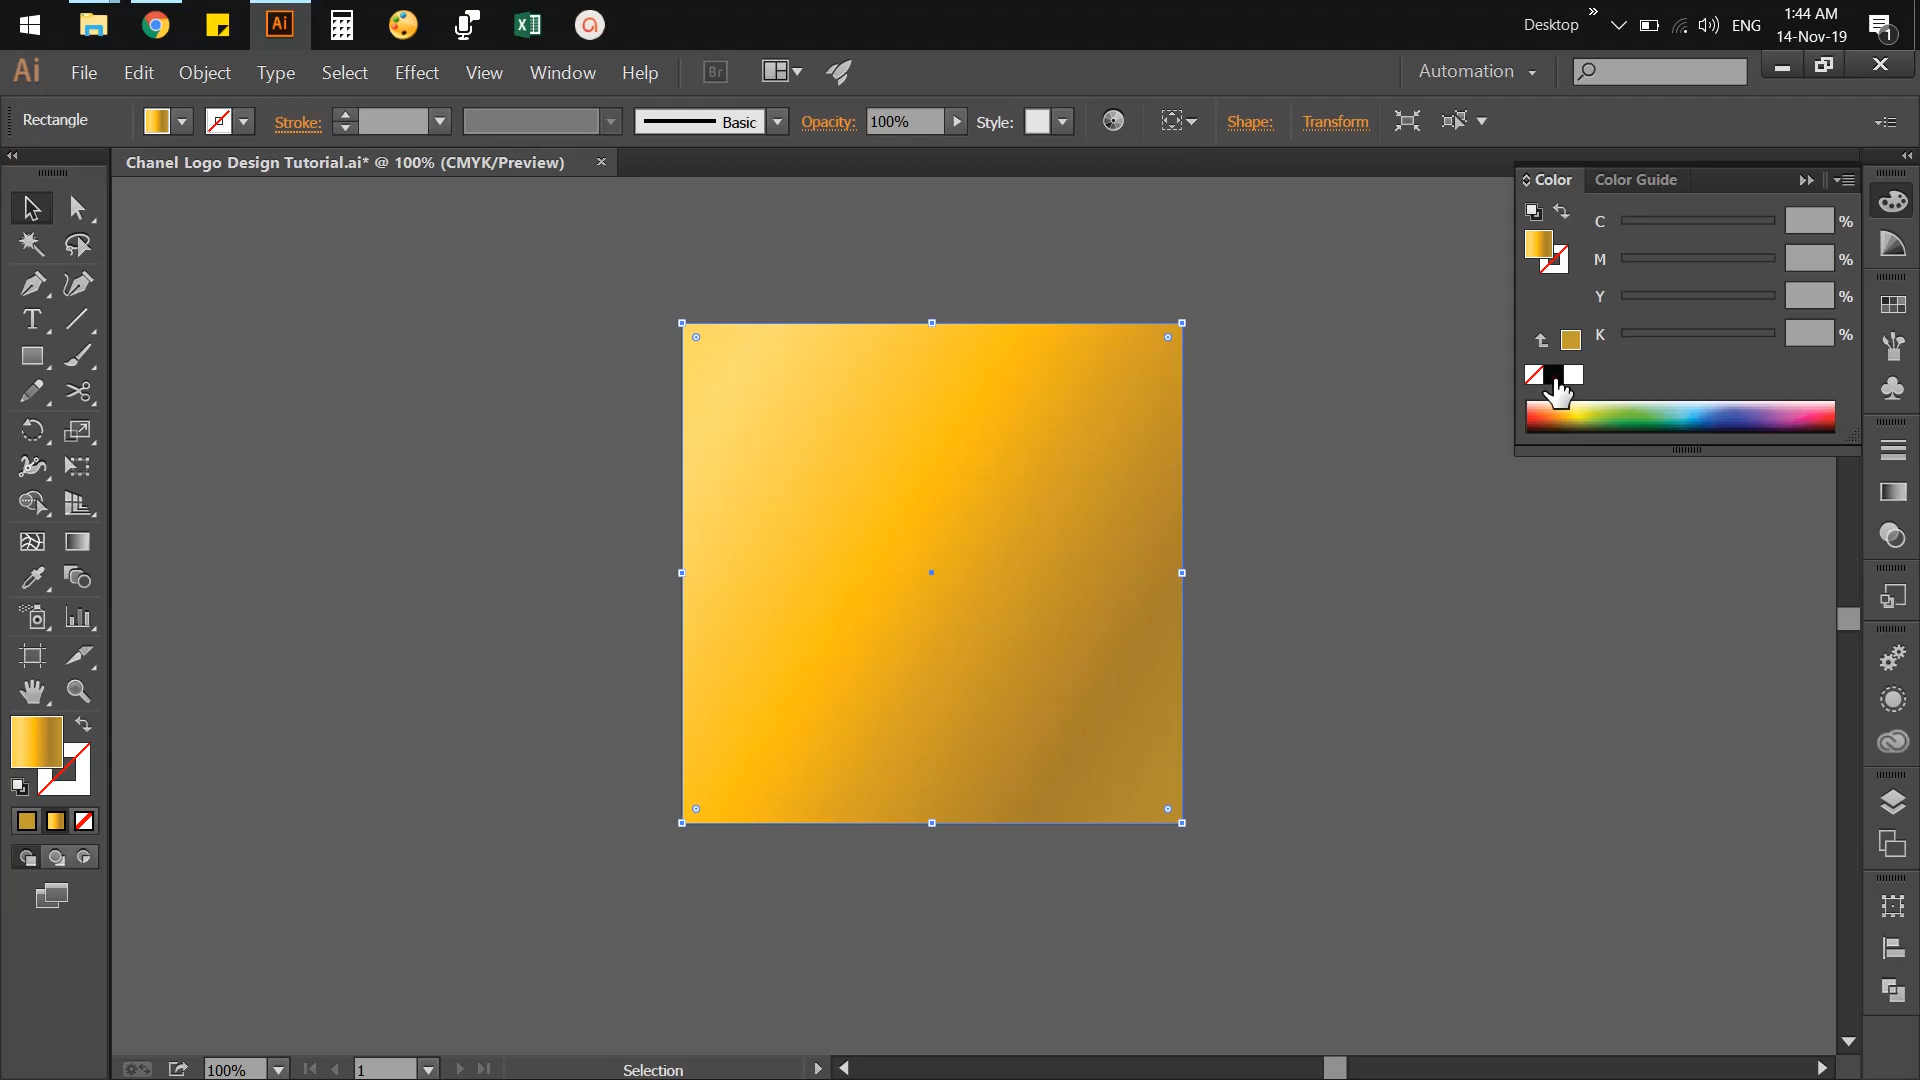 Ai
Desktop
»
ENG
1:44 AM
14-Nov-19
1
Ai
File
Edit
Object
Type
Select
Effect
View
Window
Help
Br
Automation
Rectangle
Stroke:
Basic
Opacity:
100%
Style:
Shape:
Transform
Chanel Logo Design Tutorial.ai* @ 100% (CMYK/Preview)
Color
Color Guide
C
%
M
%
Y
%
K
%
T
100%
1
Selection